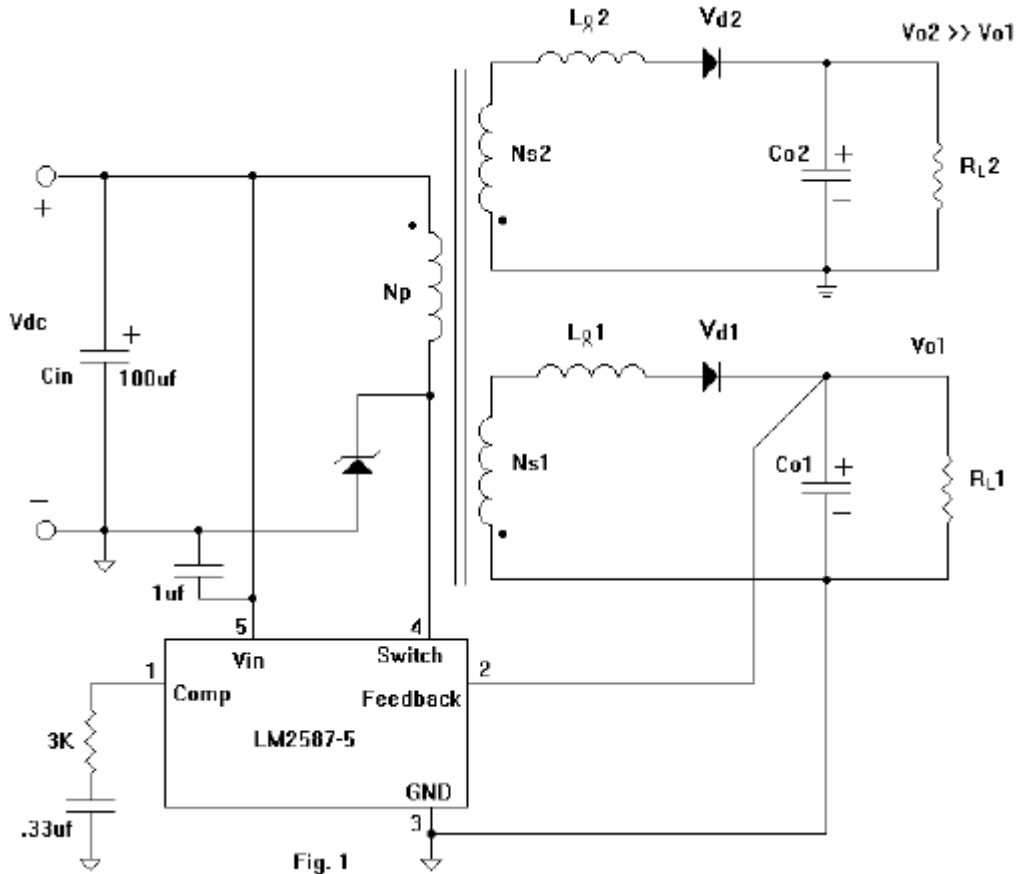 Lℓ2
Vd2
Vo2 >> Vo1
+
Ns2
Co2
+
−
RL2
Np
Vdc
+
Cin
100uf
Lℓ1
Vd1
Vo1
−
Ns1
Co1
+
−
RL1
1uf
5
4
Vin
Switch
1
2
Comp
Feedback
3K
LM2587-5
GND
.33uf
3
Fig. 1